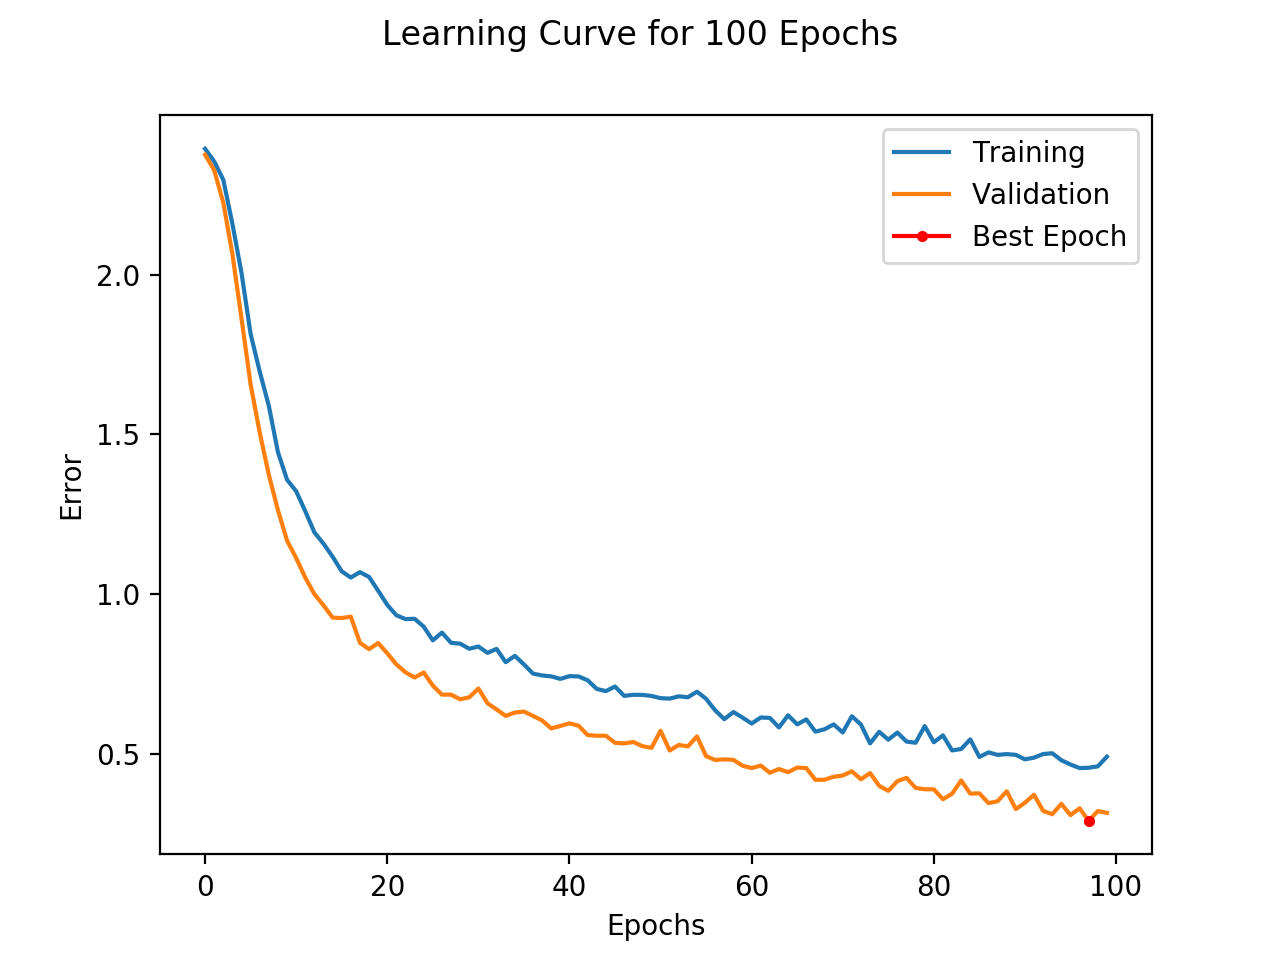 Learning Curve for 100 Epochs
Training
Validation
Best Epoch
2.0
1.5
1.0
0.5
Error
0 20 40 60 80 100
Epochs